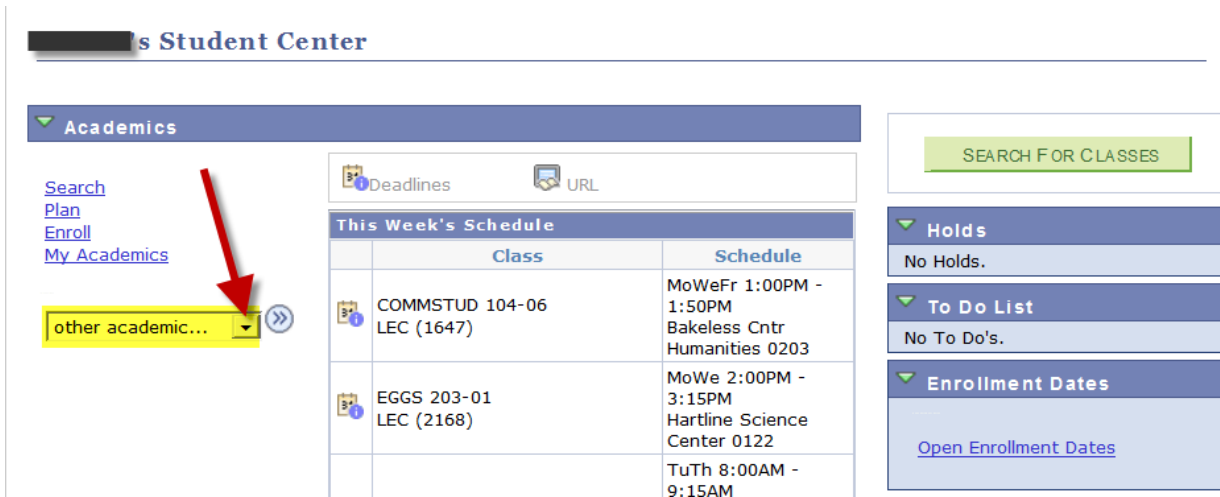 's Student Center
Academics
Search
Plan
Enroll
My Academics
other academic...
Deadlines
URL
This Week's Schedule
Class
Schedule
COMMSTUD 104-06
LEC (1647)
MoWeFr 1:00PM -
1:50PM
Bakeless Cntr
Humanities 0203
EGGS 203-01
LEC (2168)
MoWe 2:00PM -
3:15PM
Hartline Science
Center 0122
TuTh 8:00AM -
9:15AM
SEARCH FOR CLASSES
Holds
No Holds.
To Do List
No To Do's.
Enrollment Dates
Open Enrollment Dates